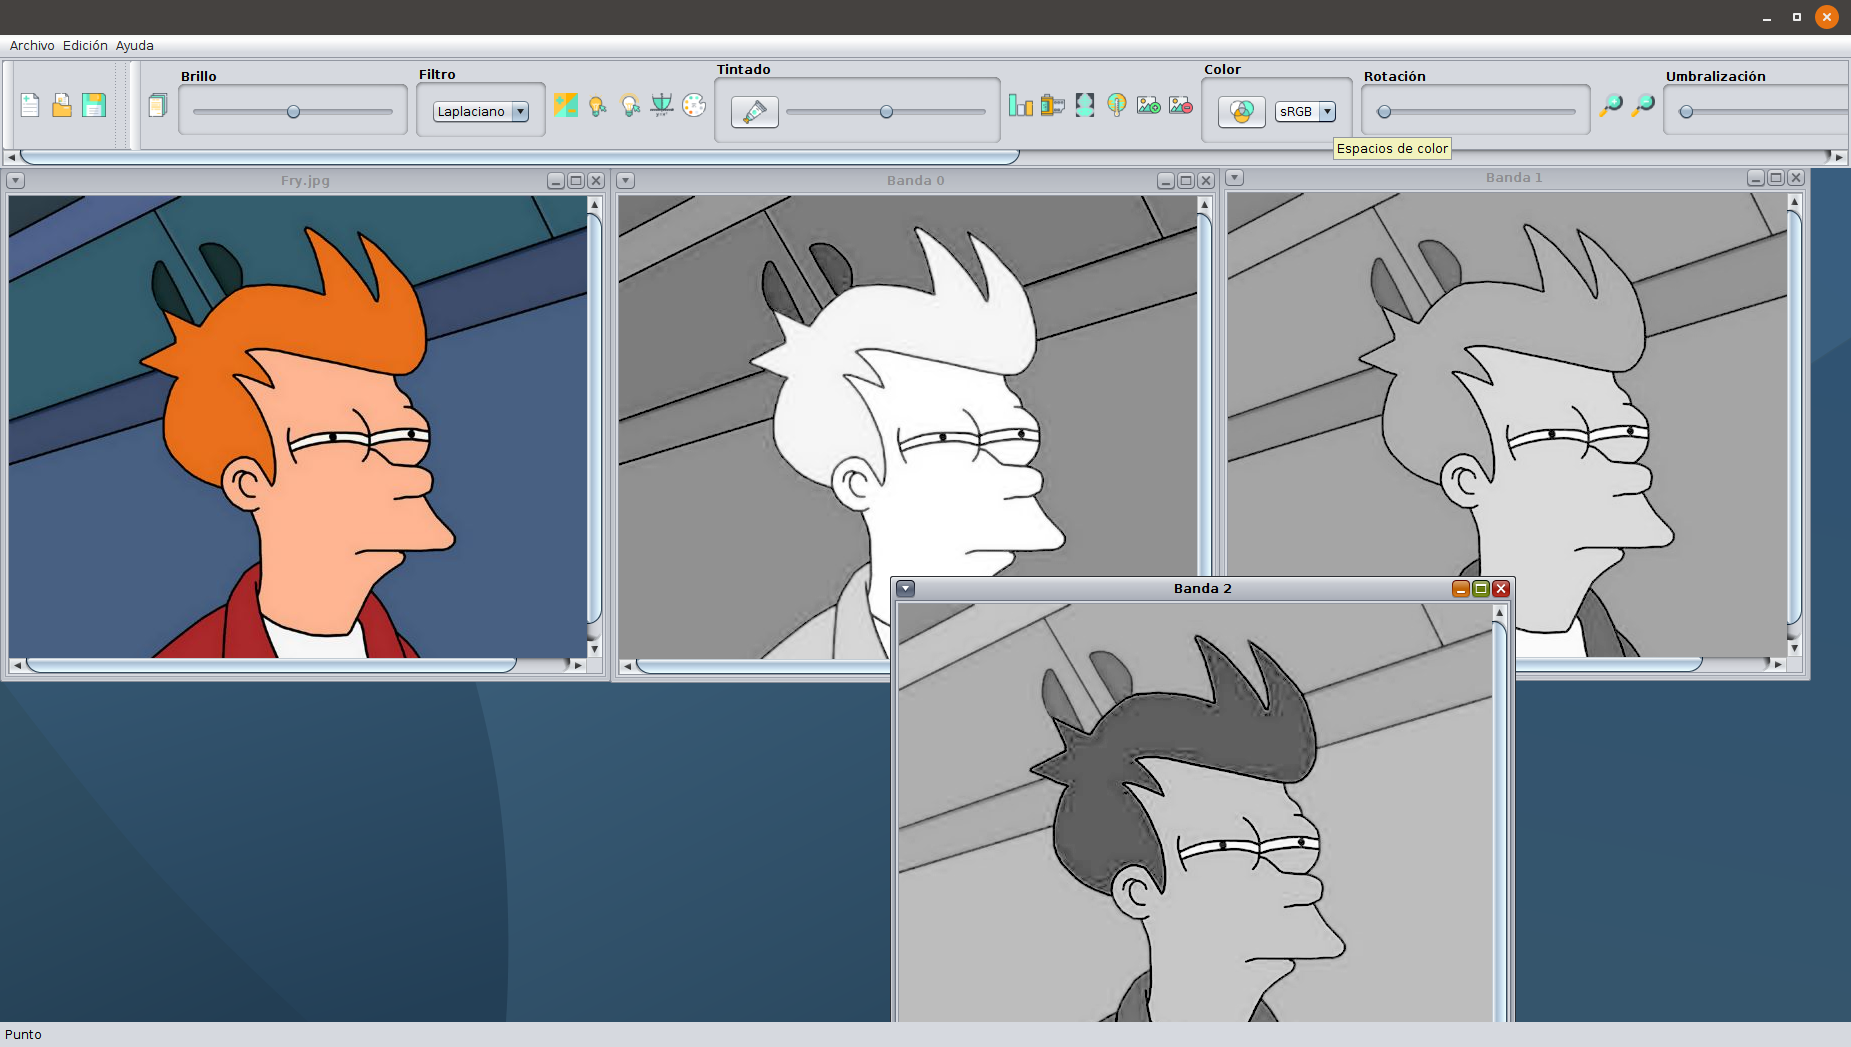 Archivo Edición Ayuda
Brillo
Filtro
Laplaciano
Tintado
Color
sRGB
Rotación
Umbralización
Espacios de color
Fry.jpg
Banda 0
Banda 1
Banda 2
Punto